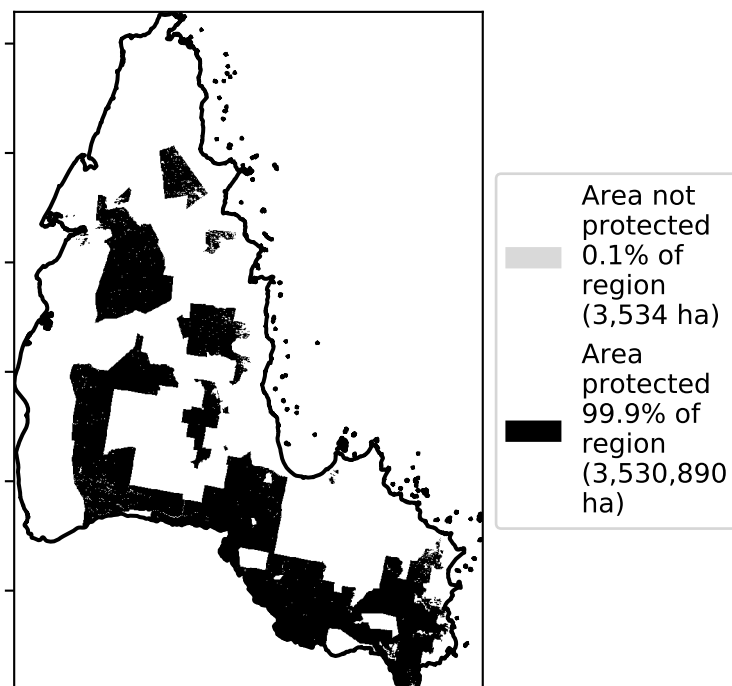 Area not
protected
0.1% of
region
(3,534 ha)
Area
protected
99.9% of
region
(3,530,890
ha)